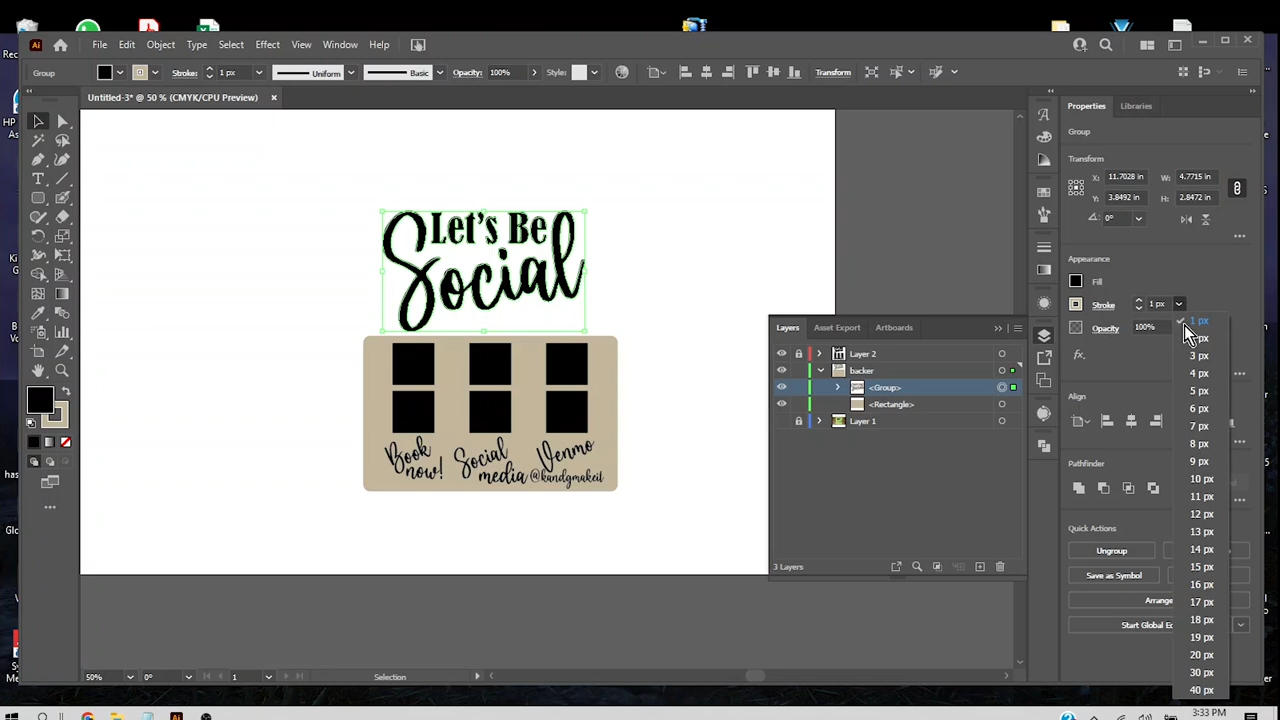 File Edit Object Type Select Effect View Window Help
Group Stroke: 1 px Uniform Basic Opacity: 100% Style: Transform
Untitled-3* @ 50 % (CMYK/CPU Preview) ×
Properties Libraries
Group
Transform
X: 11.7028 in W: 4.7715 in
Y: 3.8492 in H: 2.8472 in
0°
Appearance
Fill
Stroke 1 px
Opacity 100%
fx.
Align
Pathfinder
Quick Actions
Ungroup
Save as Symbol
Arrange
1 px
3 px
4 px
5 px
6 px
7 px
8 px
9 px
10 px
11 px
12 px
13 px
14 px
15 px
16 px
17 px
18 px
19 px
20 px
30 px
40 px
Let's Be
Social
Book now!
Social media
Venmo
@kandgmakeit
Layers Asset Export Artboards
Layer 2
backer
<Group>
<Rectangle>
Layer 1
3 Layers
50% 0° 1 Selection
3:33 PM